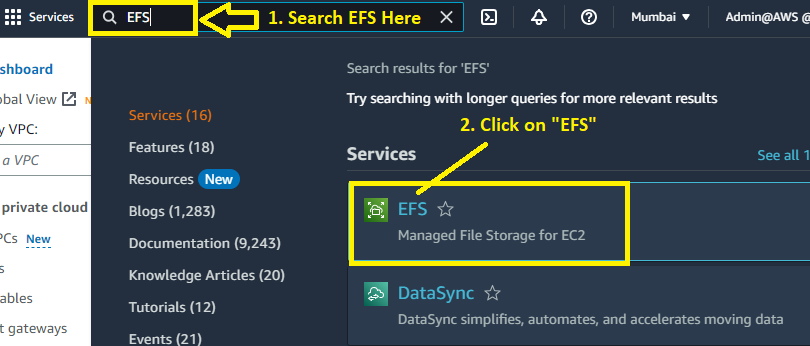 Services
EFS
1. Search EFS Here
Mumbai
Admin@AWS @
shboard
obal View
N
y VPC:
a VPC
private cloud
PCs New
s
ables
t gateways
Services (16)
Features (18)
Resources New
Blogs (1,283)
Documentation (9,243)
Knowledge Articles (20)
Tutorials (12)
Events (21)
Search results for 'EFS'
Try searching with longer queries for more relevant results
2. Click on "EFS"
Services
See all 1
EFS
Managed File Storage for EC2
DataSync
DataSync simplifies, automates, and accelerates moving data